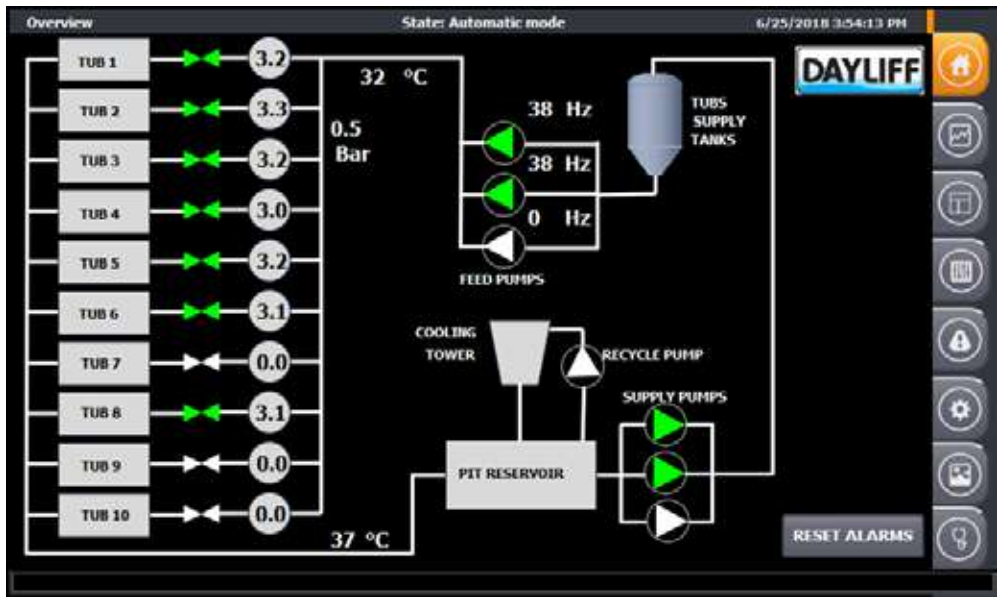 Overview State: Automatic mode 6/25/2018 3:54:13 PM
DAYLIFF
TUB 1 3.2
32 °C
TUB 2 3.3
38 Hz
TUBS
SUPPLY
TANKS
0.5
Bar
TUB 3 3.2
38 Hz
TUB 4 3.0
0 Hz
TUB 5 3.2
FEED PUMPS
TUB 6 3.1
COOLING
TOWER
RECYCLE PUMP
TUB 7 0.0
SUPPLY PUMPS
TUB 8 3.1
TUB 9 0.0
PIT RESERVOIR
TUB 10 0.0
37 °C
RESET ALARMS